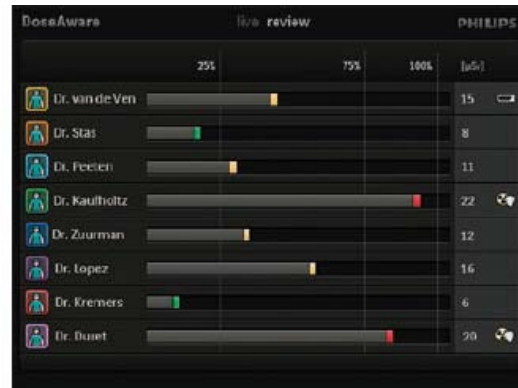 DoseAware live review PHILIPS
25% 75% 100% [µSv]
Dr. van de Ven 15
Dr. Stas 8
Dr. Peeten 11
Dr. Kaulholtz 22
Dr. Zuurman 12
Dr. Lopez 16
Dr. Kremers 6
Dr. Duret 20